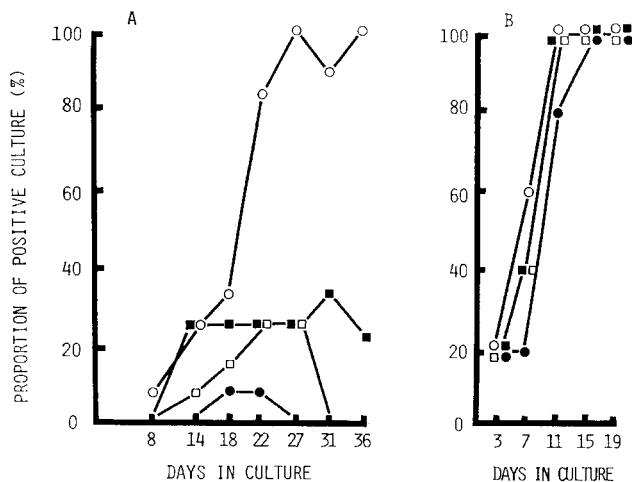 A
B
PROPORTION OF POSITIVE CULTURE (%)
100
80
60
40
20
0
8 14 18 22 27 31 36
DAYS IN CULTURE
100
80
60
40
20
0
3 7 11 15 19
DAYS IN CULTURE